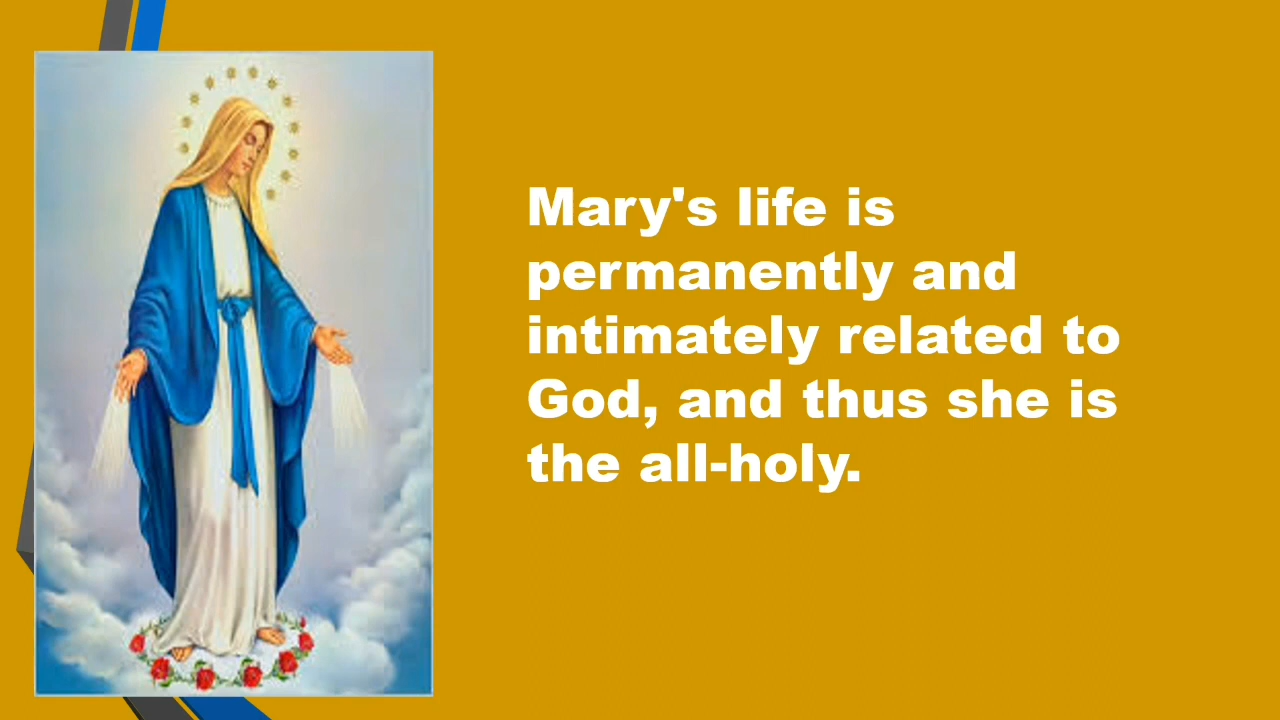 Mary's life is
permanently and
intimately related to
God, and thus she is
the all-holy.